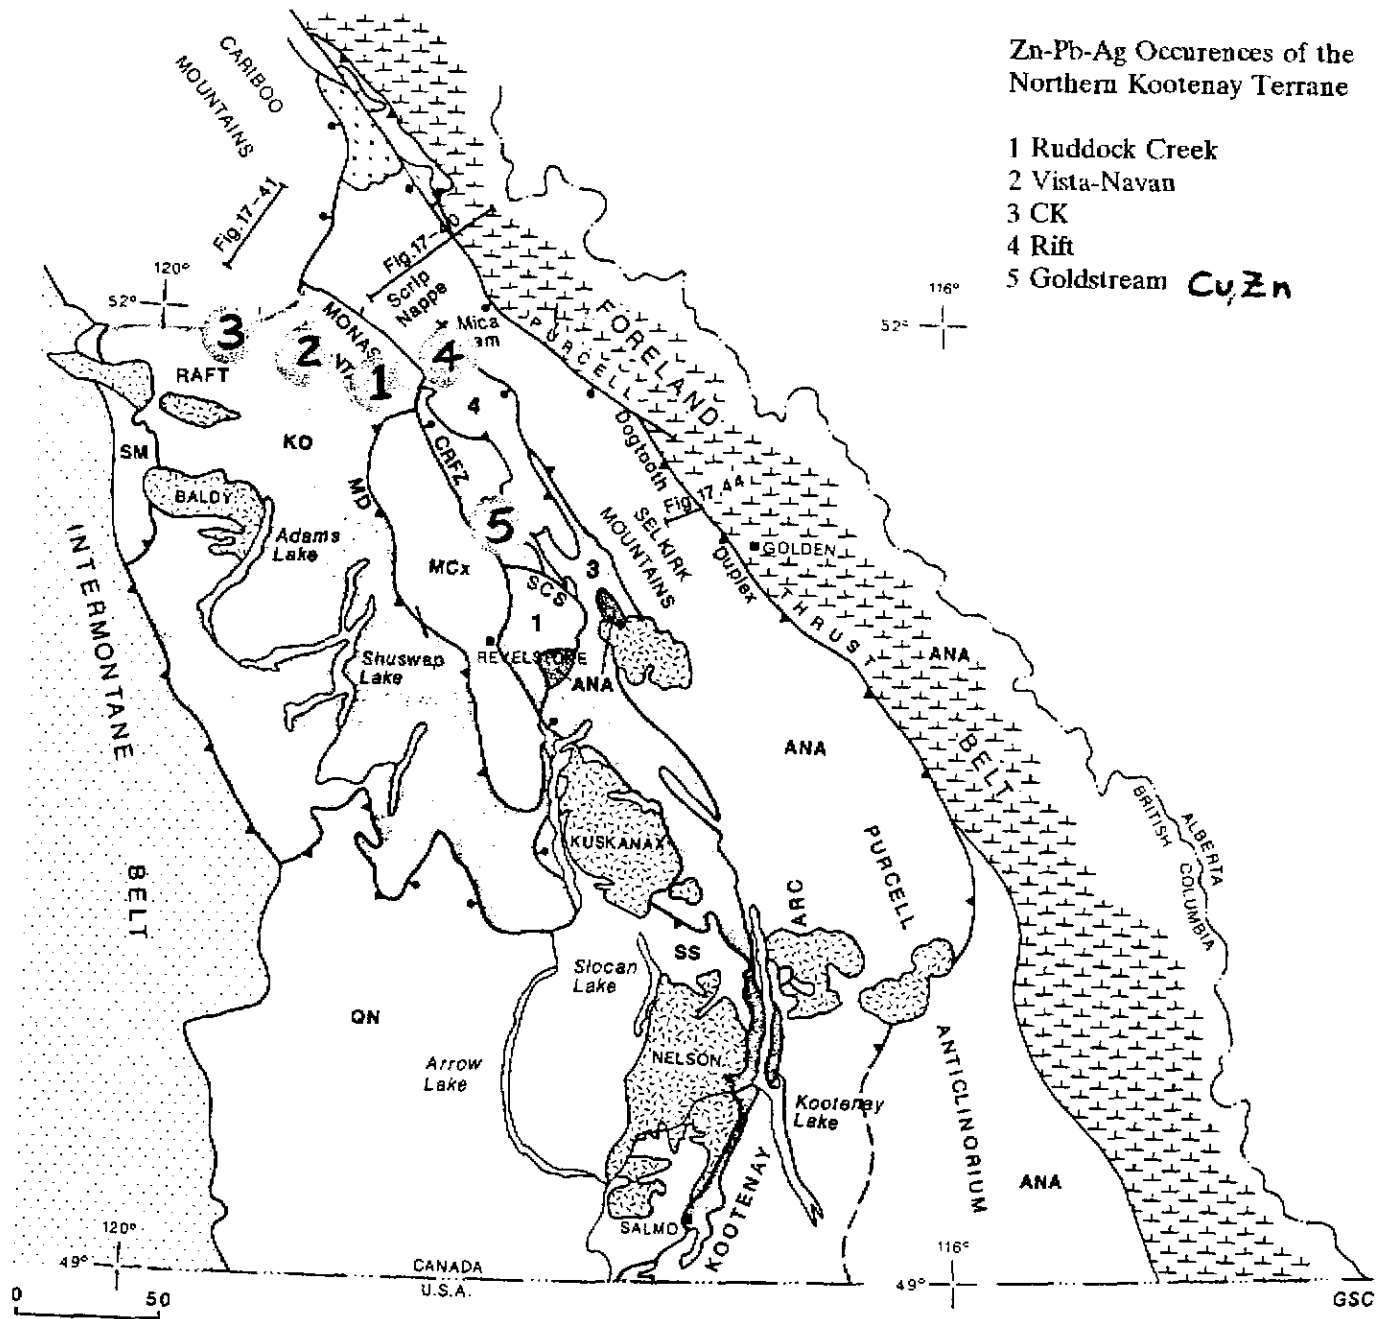 Zn-Pb-Ag Occurences of the
Northern Kootenay Terrane
1 Ruddock Creek
2 Vista-Navan
3 CK
4 Rift
5 Goldstream Cu,Zn
CARIBOO
MOUNTAINS
Fig.17-41
Fig.17-40
Scrip
Nappe
120°
52°
116°
52°
3
2
1
4
5
MONAS
Mica
am
RAFT
KO
SM
BALDY
Adams
Lake
MD
CRFZ
4
MCx
SCS
1
3
REVELSTOKE
ANA
Shuswap
Lake
PURCELL
THRUST
FORELAND
BELT
Dogtooth
Duplex
Fig.17.44
SELKIRK
MOUNTAINS
GOLDEN
ANA
ANA
INTERMONTANE
BELT
KUSKANAX
ARC
PURCELL
ANTICLINORIUM
ALBERTA
BRITISH COLUMBIA
SS
Slocan
Lake
QN
Arrow
Lake
NELSON
Kootenay
Lake
KOOTENAY
SALMO
ANA
120°
49°
CANADA
U.S.A.
116°
49°
0 50
GSC